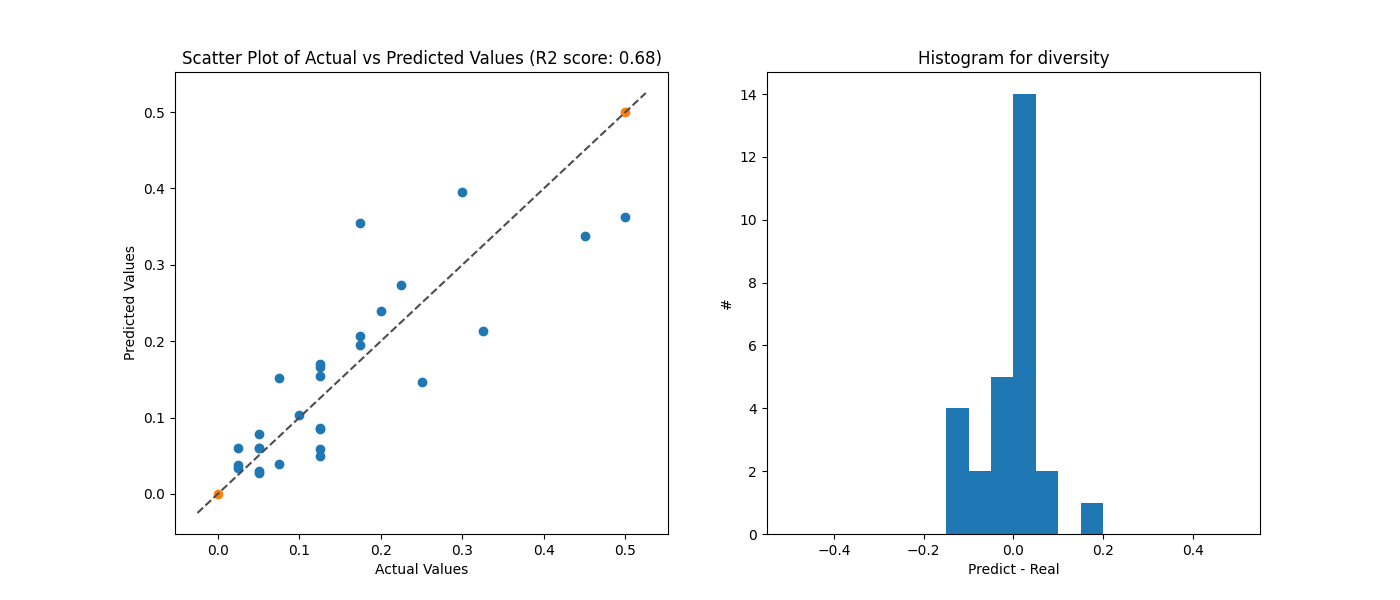 Scatter Plot of Actual vs Predicted Values (R2 score: 0.68)
Predicted Values
0.5
0.4
0.3
0.2
0.1
0.0
0.0 0.1 0.2 0.3 0.4 0.5
Actual Values
Histogram for diversity
#
14
12
10
8
6
4
2
0
−0.4 −0.2 0.0 0.2 0.4
Predict - Real